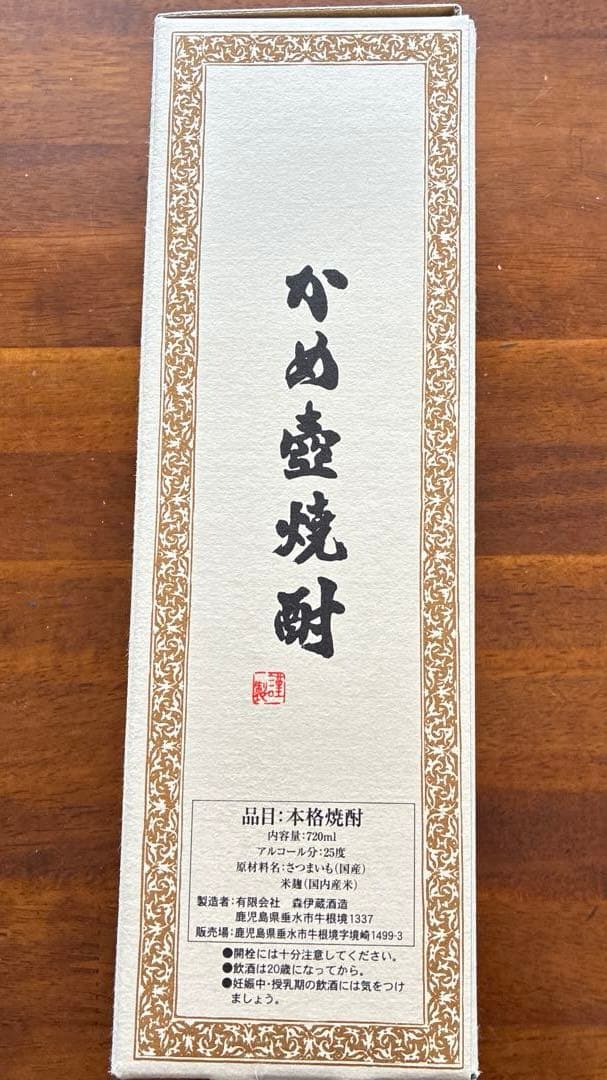 かめ壺焼酎
謹製
品目:本格焼酎
内容量:720ml
アルコール分:25度
原材料名:さつまいも(国産)
米麹(国内産米)
製造者:有限会社 森伊蔵酒造
鹿児島県垂水市牛根境1337
販売場:鹿児島県垂水市牛根境字境崎1499-3
●開栓には十分注意してください。
●飲酒は20歳になってから。
●妊娠中・授乳期の飲酒には気をつけ
ましょう。